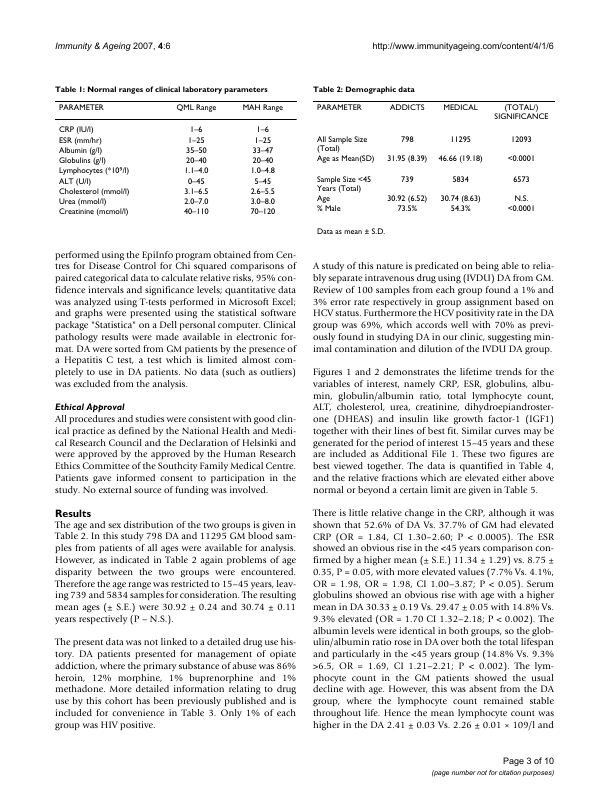 Immunity & Ageing 2007, 4:6
http://www.immunityageing.com/content/4/1/6
Table 1: Normal ranges of clinical laboratory parameters
PARAMETER QML Range MAH Range
CRP (IU/l) 1–6 1–6
ESR (mm/hr) 1–25 1–25
Albumin (g/l) 35–50 33–47
Globulins (g/l) 20–40 20–40
Lymphocytes (*10⁹/l) 1.1–4.0 1.0–4.8
ALT (U/l) 0–45 5–45
Cholesterol (mmol/l) 3.1–6.5 2.6–5.5
Urea (mmol/l) 2.0–7.0 3.0–8.0
Creatinine (mcmol/l) 40–110 70–120
performed using the EpiInfo program obtained from Cen-
tres for Disease Control for Chi squared comparisons of
paired categorical data to calculate relative risks, 95% con-
fidence intervals and significance levels; quantitative data
was analyzed using T-tests performed in Microsoft Excel;
and graphs were presented using the statistical software
package "Statistica" on a Dell personal computer. Clinical
pathology results were made available in electronic for-
mat. DA were sorted from GM patients by the presence of
a Hepatitis C test, a test which is limited almost com-
pletely to use in DA patients. No data (such as outliers)
was excluded from the analysis.
Ethical Approval
All procedures and studies were consistent with good clin-
ical practice as defined by the National Health and Medi-
cal Research Council and the Declaration of Helsinki and
were approved by the approved by the Human Research
Ethics Committee of the Southcity Family Medical Centre.
Patients gave informed consent to participation in the
study. No external source of funding was involved.
Results
The age and sex distribution of the two groups is given in
Table 2. In this study 798 DA and 11295 GM blood sam-
ples from patients of all ages were available for analysis.
However, as indicated in Table 2 again problems of age
disparity between the two groups were encountered.
Therefore the age range was restricted to 15–45 years, leav-
ing 739 and 5834 samples for consideration. The resulting
mean ages (± S.E.) were 30.92 ± 0.24 and 30.74 ± 0.11
years respectively (P – N.S.).
The present data was not linked to a detailed drug use his-
tory. DA patients presented for management of opiate
addiction, where the primary substance of abuse was 86%
heroin, 12% morphine, 1% buprenorphine and 1%
methadone. More detailed information relating to drug
use by this cohort has been previously published and is
included for convenience in Table 3. Only 1% of each
group was HIV positive.
Table 2: Demographic data
PARAMETER ADDICTS MEDICAL (TOTAL/)
SIGNIFICANCE
All Sample Size 798 11295 12093
(Total)
Age as Mean(SD) 31.95 (8.39) 46.66 (19.18) <0.0001
Sample Size <45 739 5834 6573
Years (Total)
Age 30.92 (6.52) 30.74 (8.63) N.S.
% Male 73.5% 54.3% <0.0001
Data as mean ± S.D.
A study of this nature is predicated on being able to relia-
bly separate intravenous drug using (IVDU) DA from GM.
Review of 100 samples from each group found a 1% and
3% error rate respectively in group assignment based on
HCV status. Furthermore the HCV positivity rate in the DA
group was 69%, which accords well with 70% as previ-
ously found in studying DA in our clinic, suggesting min-
imal contamination and dilution of the IVDU DA group.
Figures 1 and 2 demonstrates the lifetime trends for the
variables of interest, namely CRP, ESR, globulins, albu-
min, globulin/albumin ratio, total lymphocyte count,
ALT, cholesterol, urea, creatinine, dihydroepiandroster-
one (DHEAS) and insulin like growth factor-1 (IGF1)
together with their lines of best fit. Similar curves may be
generated for the period of interest 15–45 years and these
are included as Additional File 1. These two figures are
best viewed together. The data is quantified in Table 4,
and the relative fractions which are elevated either above
normal or beyond a certain limit are given in Table 5.
There is little relative change in the CRP, although it was
shown that 52.6% of DA Vs. 37.7% of GM had elevated
CRP (OR = 1.84, CI 1.30–2.60; P < 0.0005). The ESR
showed an obvious rise in the <45 years comparison con-
firmed by a higher mean (± S.E.) 11.34 ± 1.29) vs. 8.75 ±
0.35, P = 0.05, with more elevated values (7.7% Vs. 4.1%,
OR = 1.98, OR = 1.98, CI 1.00–3.87; P < 0.05). Serum
globulins showed an obvious rise with age with a higher
mean in DA 30.33 ± 0.19 Vs. 29.47 ± 0.05 with 14.8% Vs.
9.3% elevated (OR = 1.70 CI 1.32–2.18; P < 0.002). The
albumin levels were identical in both groups, so the glob-
ulin/albumin ratio rose in DA over both the total lifespan
and particularly in the <45 years group (14.8% Vs. 9.3%
>6.5, OR = 1.69, CI 1.21–2.21; P < 0.002). The lym-
phocyte count in the GM patients showed the usual
decline with age. However, this was absent from the DA
group, where the lymphocyte count remained stable
throughout life. Hence the mean lymphocyte count was
higher in the DA 2.41 ± 0.03 Vs. 2.26 ± 0.01 × 109/l and
Page 3 of 10
(page number not for citation purposes)